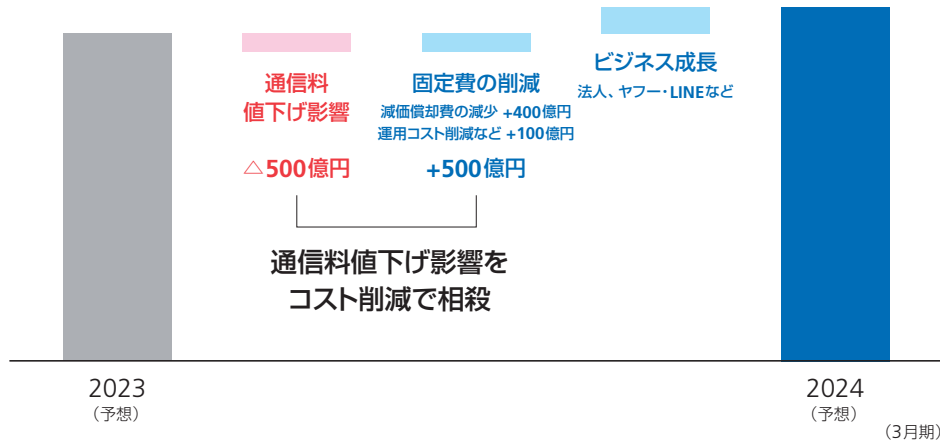 通信料
値下げ影響
△500億円
固定費の削減
減価償却費の減少 +400億円
運用コスト削減など +100億円
+500億円
ビジネス成長
法人、ヤフー・LINEなど
通信料値下げ影響を
コスト削減で相殺
2023
（予想）
2024
（予想）
（3月期）